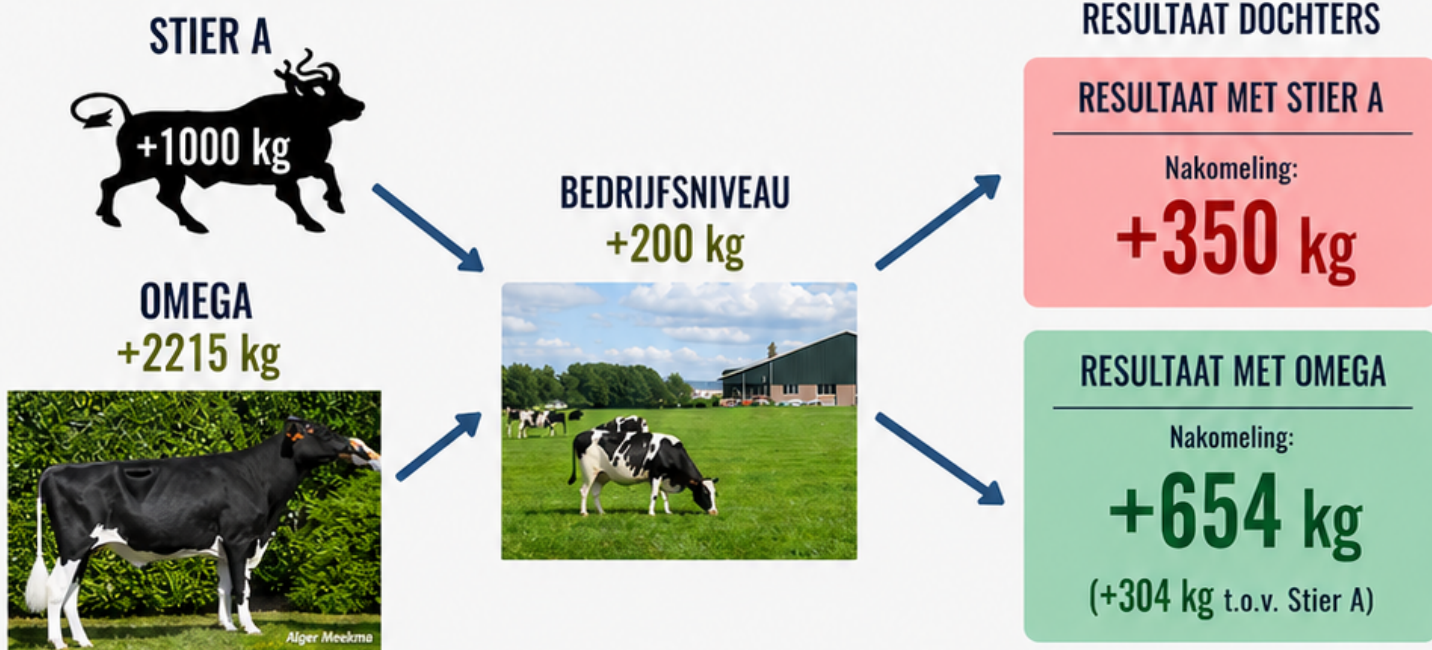 STIER A
+1000 kg
OMEGA
+2215 kg
Alger Meekma
BEDRIJFSNIVEAU
+200 kg
RESULTAAT DOCHTERS
RESULTAAT MET STIER A
Nakomeling:
+350 kg
RESULTAAT MET OMEGA
Nakomeling:
+654 kg
(+304 kg t.o.v. Stier A)